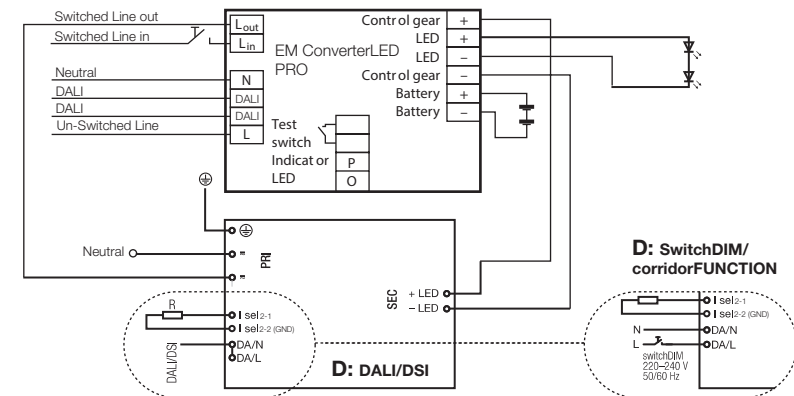 Switched Line out
Switched Line in
Neutral
DALI
DALI
Un-Switched Line
Lout
Lin
N
DALI
DALI
L
EM ConverterLED
PRO
Test
switch
Indicator
LED
P
O
Control gear +
LED +
LED –
Control gear –
Battery +
Battery –
Neutral
PRI
SEC
+ LED
– LED
R
I sel2-1
I sel2-2 (GND)
DA/N
DA/L
DALI/DSI
D: DALI/DSI
D: SwitchDIM/
corridorFUNCTION
I sel2-1
I sel2-2 (GND)
N
DA/N
L
DA/L
switchDIM
220–240 V
50/60 Hz